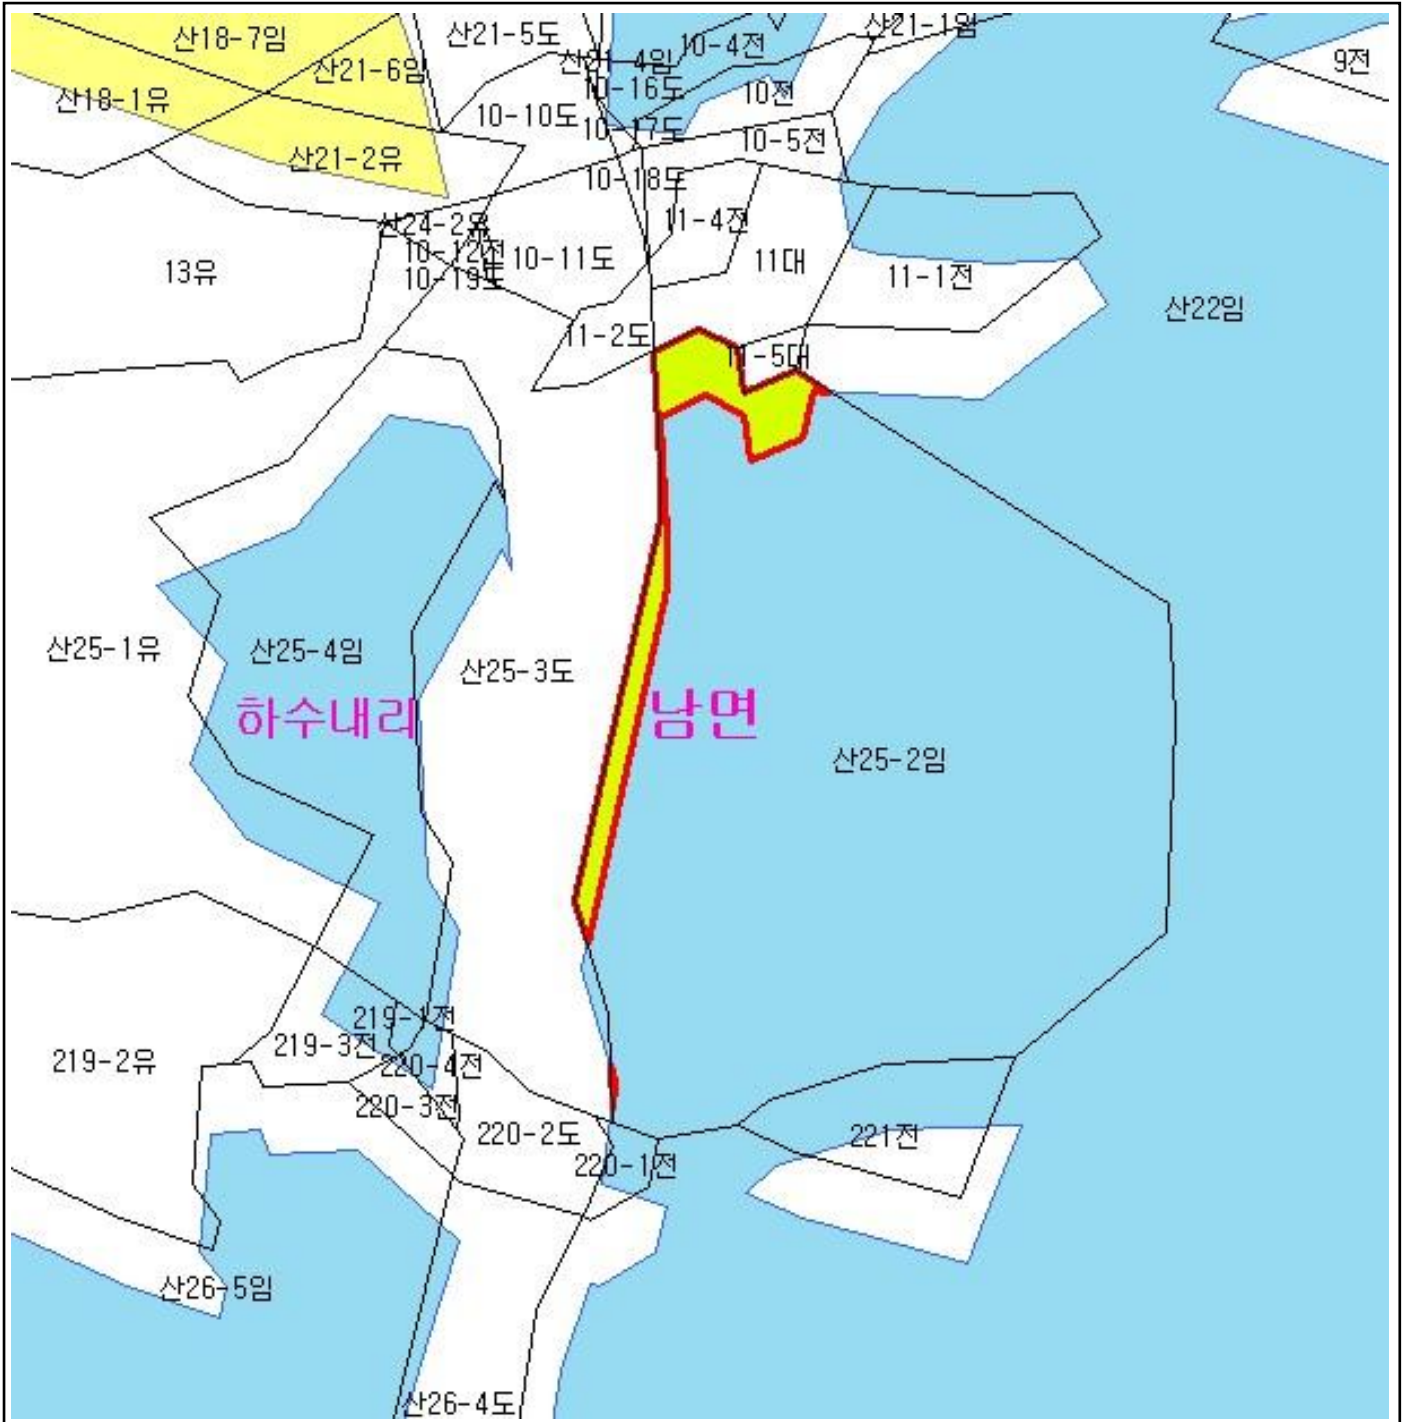 산18-7임
산21-5도
산21-1임
산21-6임
산21-4임
10-4전
9전
산18-1유
10-16도
10전
10-10도
10-17도
10-5전
산21-2유
10-18도
산24-2유
11-4전
10-12전
10-11도
11대
13유
10-19도
11-1전
산22임
11-2도
11-5대
산25-1유
산25-4임
산25-3도
하수내리
남면
산25-2임
219-1전
219-3전
219-2유
220-4전
220-3전
220-2도
221전
220-1전
산26-5임
산26-4도